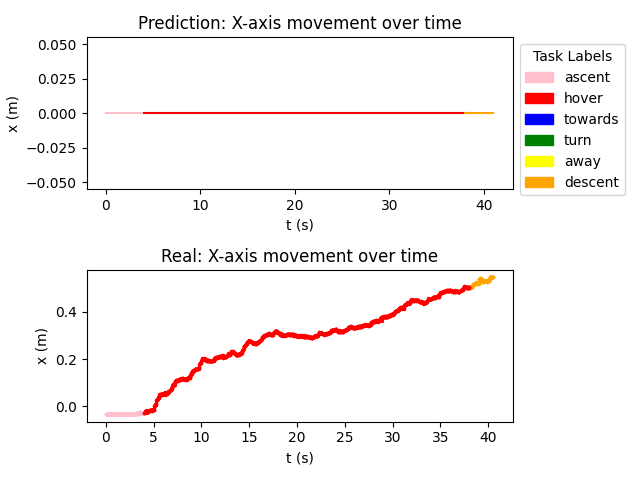 Prediction: X-axis movement over time
0.050
0.025
0.000
−0.025
−0.050
x (m)
0 10 20 30 40
t (s)
Task Labels
ascent
hover
towards
turn
away
descent
Real: X-axis movement over time
0.4
0.2
0.0
x (m)
0 5 10 15 20 25 30 35 40
t (s)